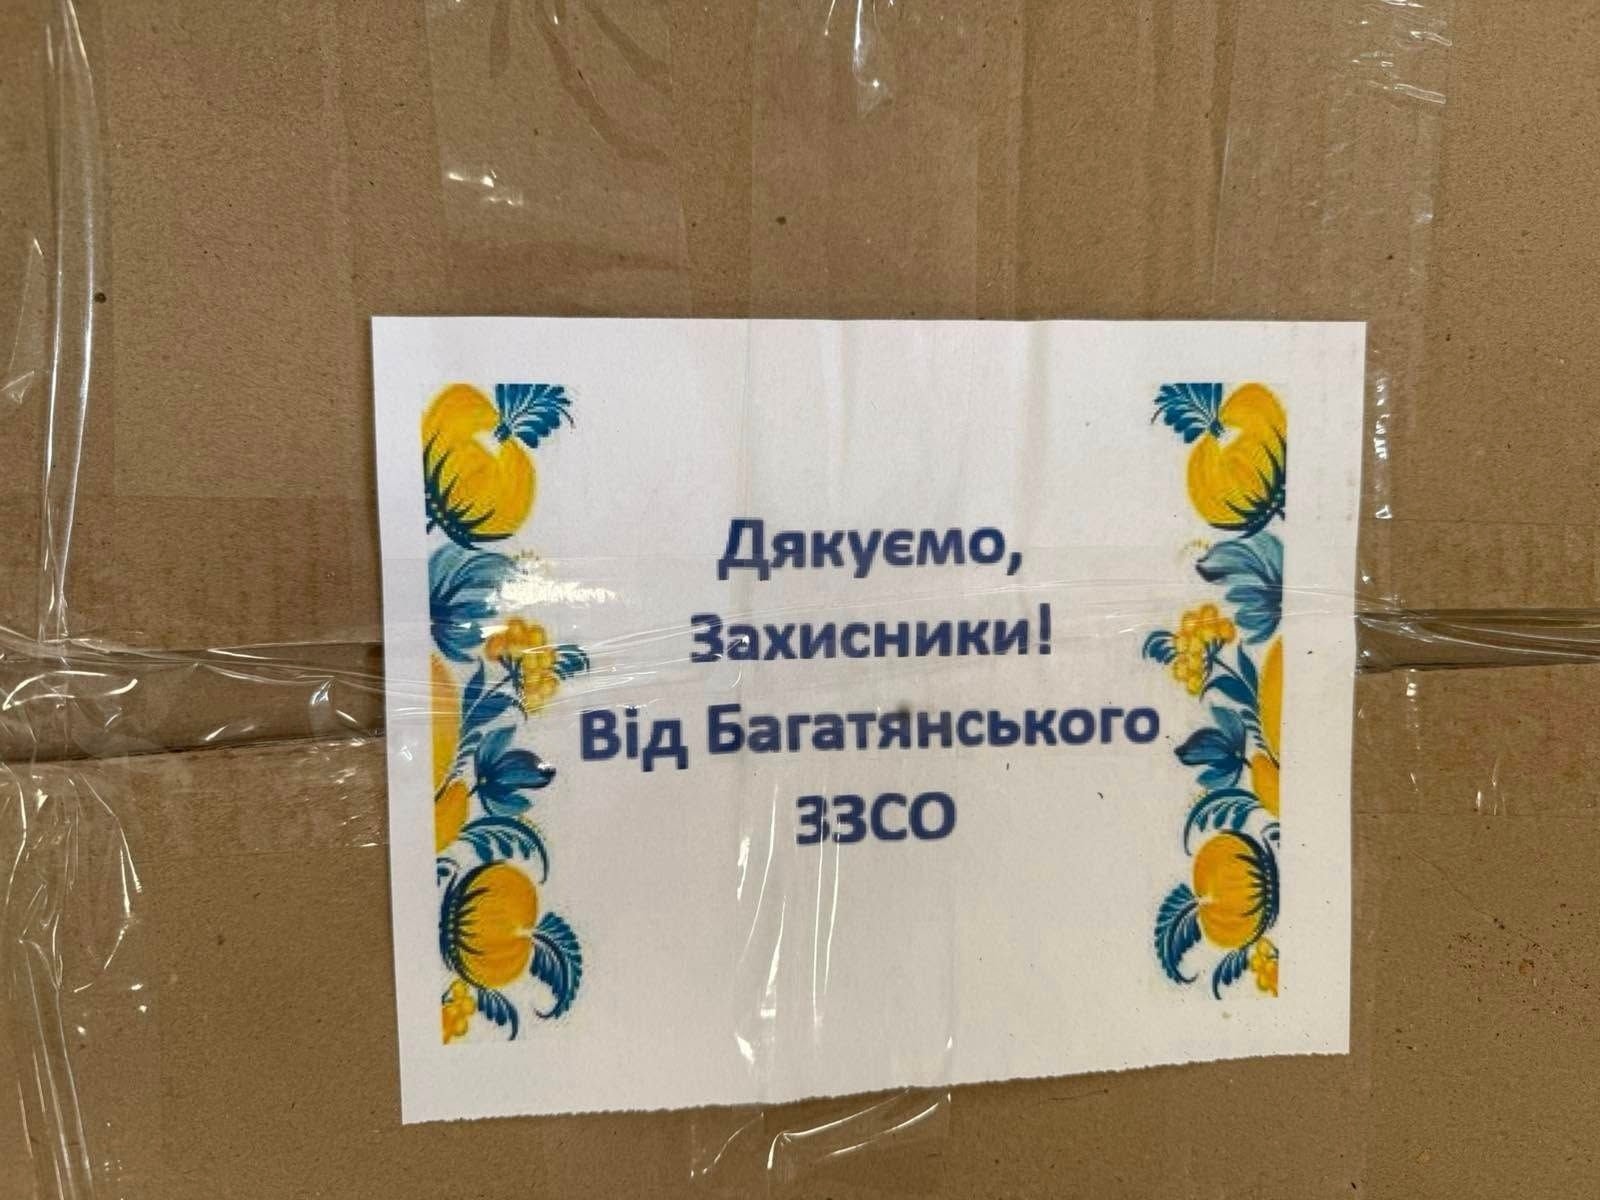 Дякуємо,
Захисники!
Від Багатянського
ЗЗСО